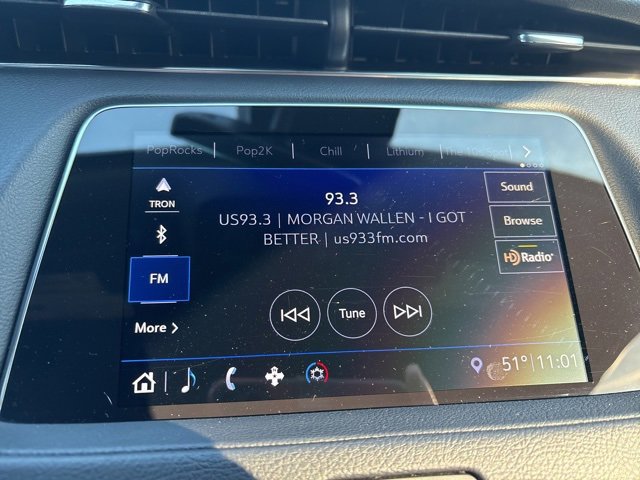 PopRocks | Pop2K | Chill | Lithium
TRON
93.3
US93.3 | MORGAN WALLEN - I GOT
BETTER | us933fm.com
Sound
Browse
HD Radio
FM
Tune
More >
51° 11:01